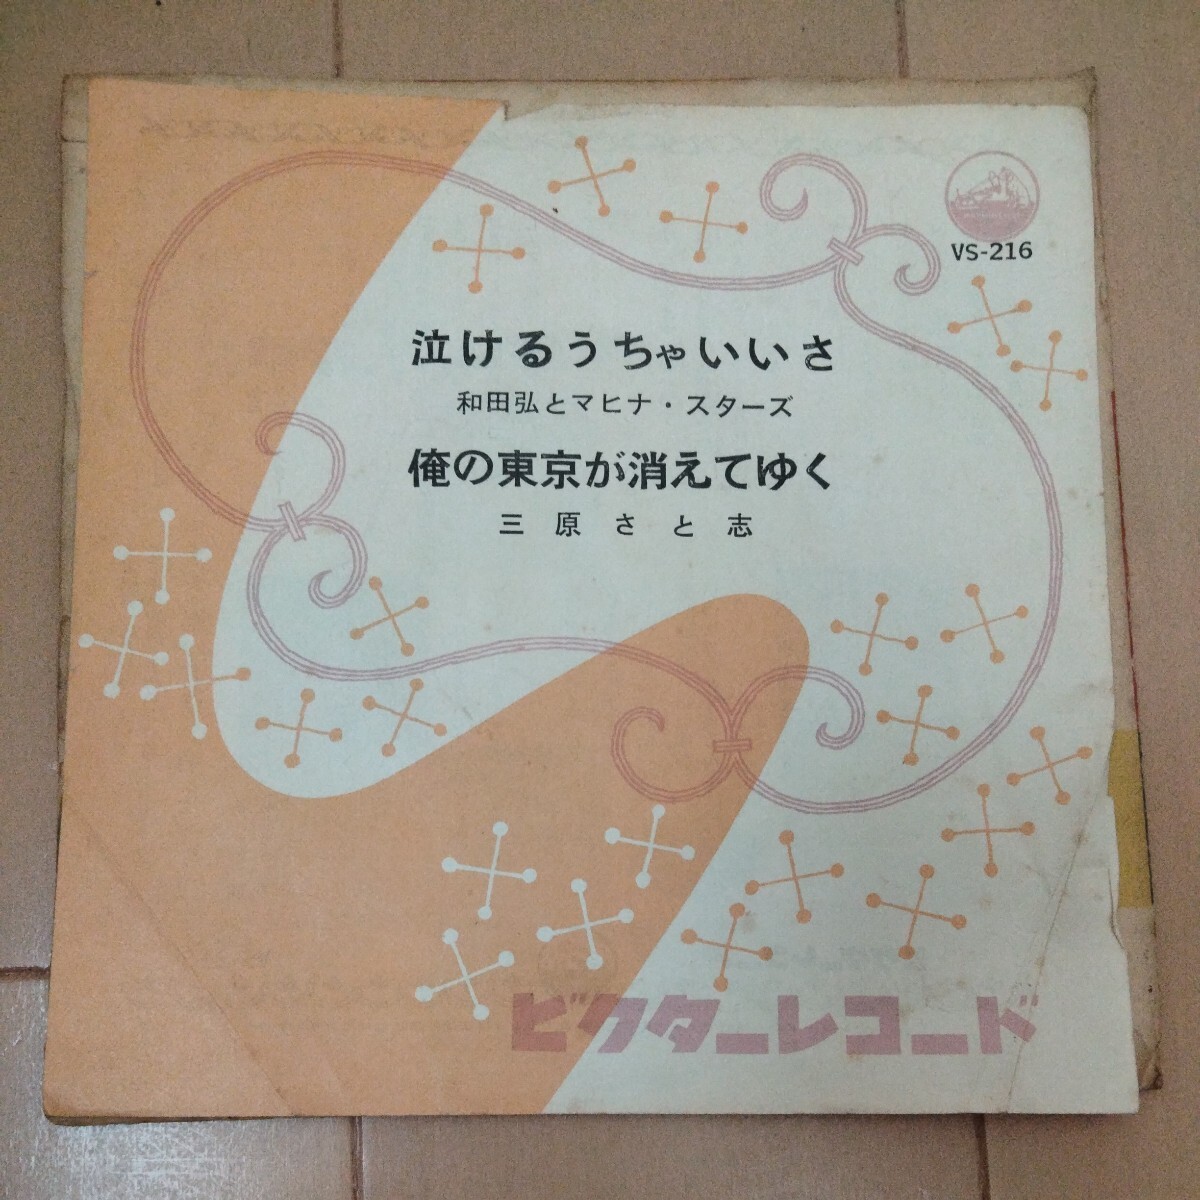 VS-216
泣けるうちゃいいさ
和田弘とマヒナ・スターズ
俺の東京が消えてゆく
三原さと志
ビクターレコード